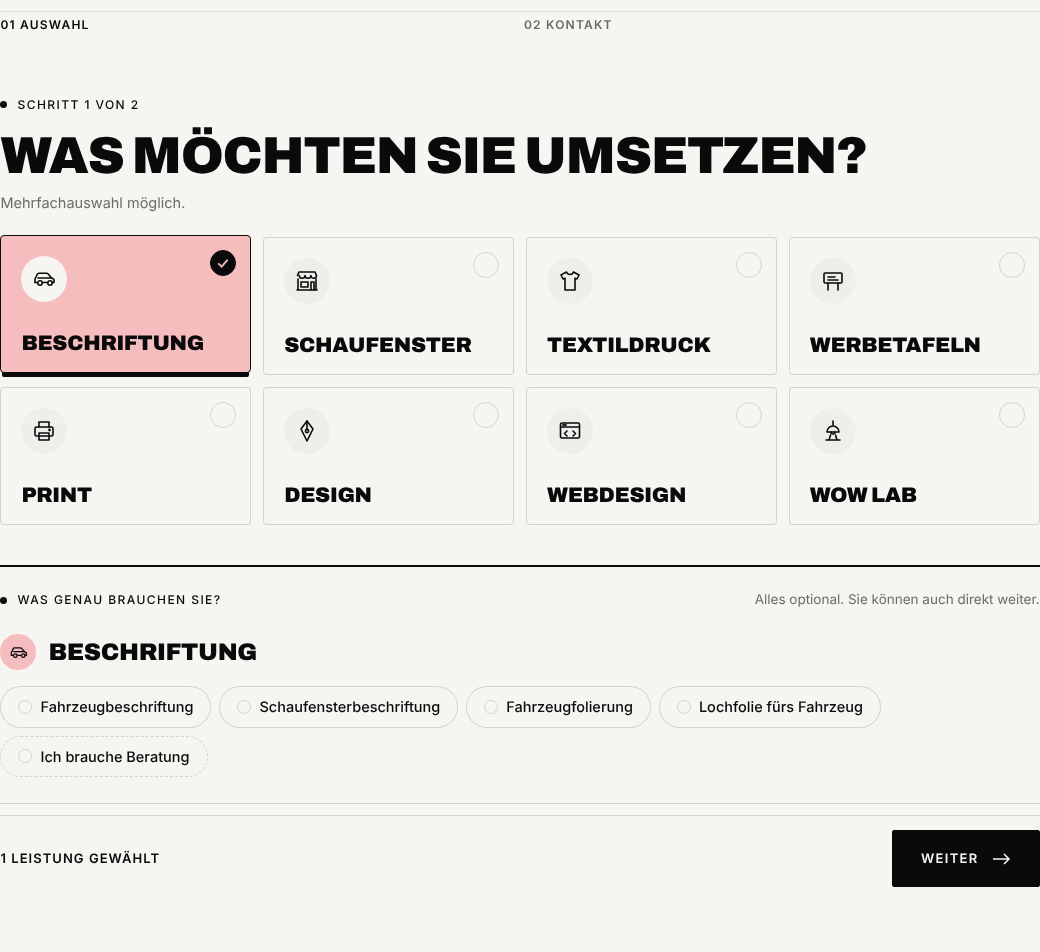 01 AUSWAHL
02 KONTAKT
SCHRITT 1 VON 2
WAS MÖCHTEN SIE UMSETZEN?
Mehrfachauswahl möglich.
BESCHRIFTUNG
SCHAUFENSTER
TEXTILDRUCK
WERBETAFELN
PRINT
DESIGN
WEBDESIGN
WOW LAB
WAS GENAU BRAUCHEN SIE?
Alles optional. Sie können auch direkt weiter.
BESCHRIFTUNG
Fahrzeugbeschriftung
Schaufensterbeschriftung
Fahrzeugfolierung
Lochfolie fürs Fahrzeug
Ich brauche Beratung
1 LEISTUNG GEWÄHLT
WEITER